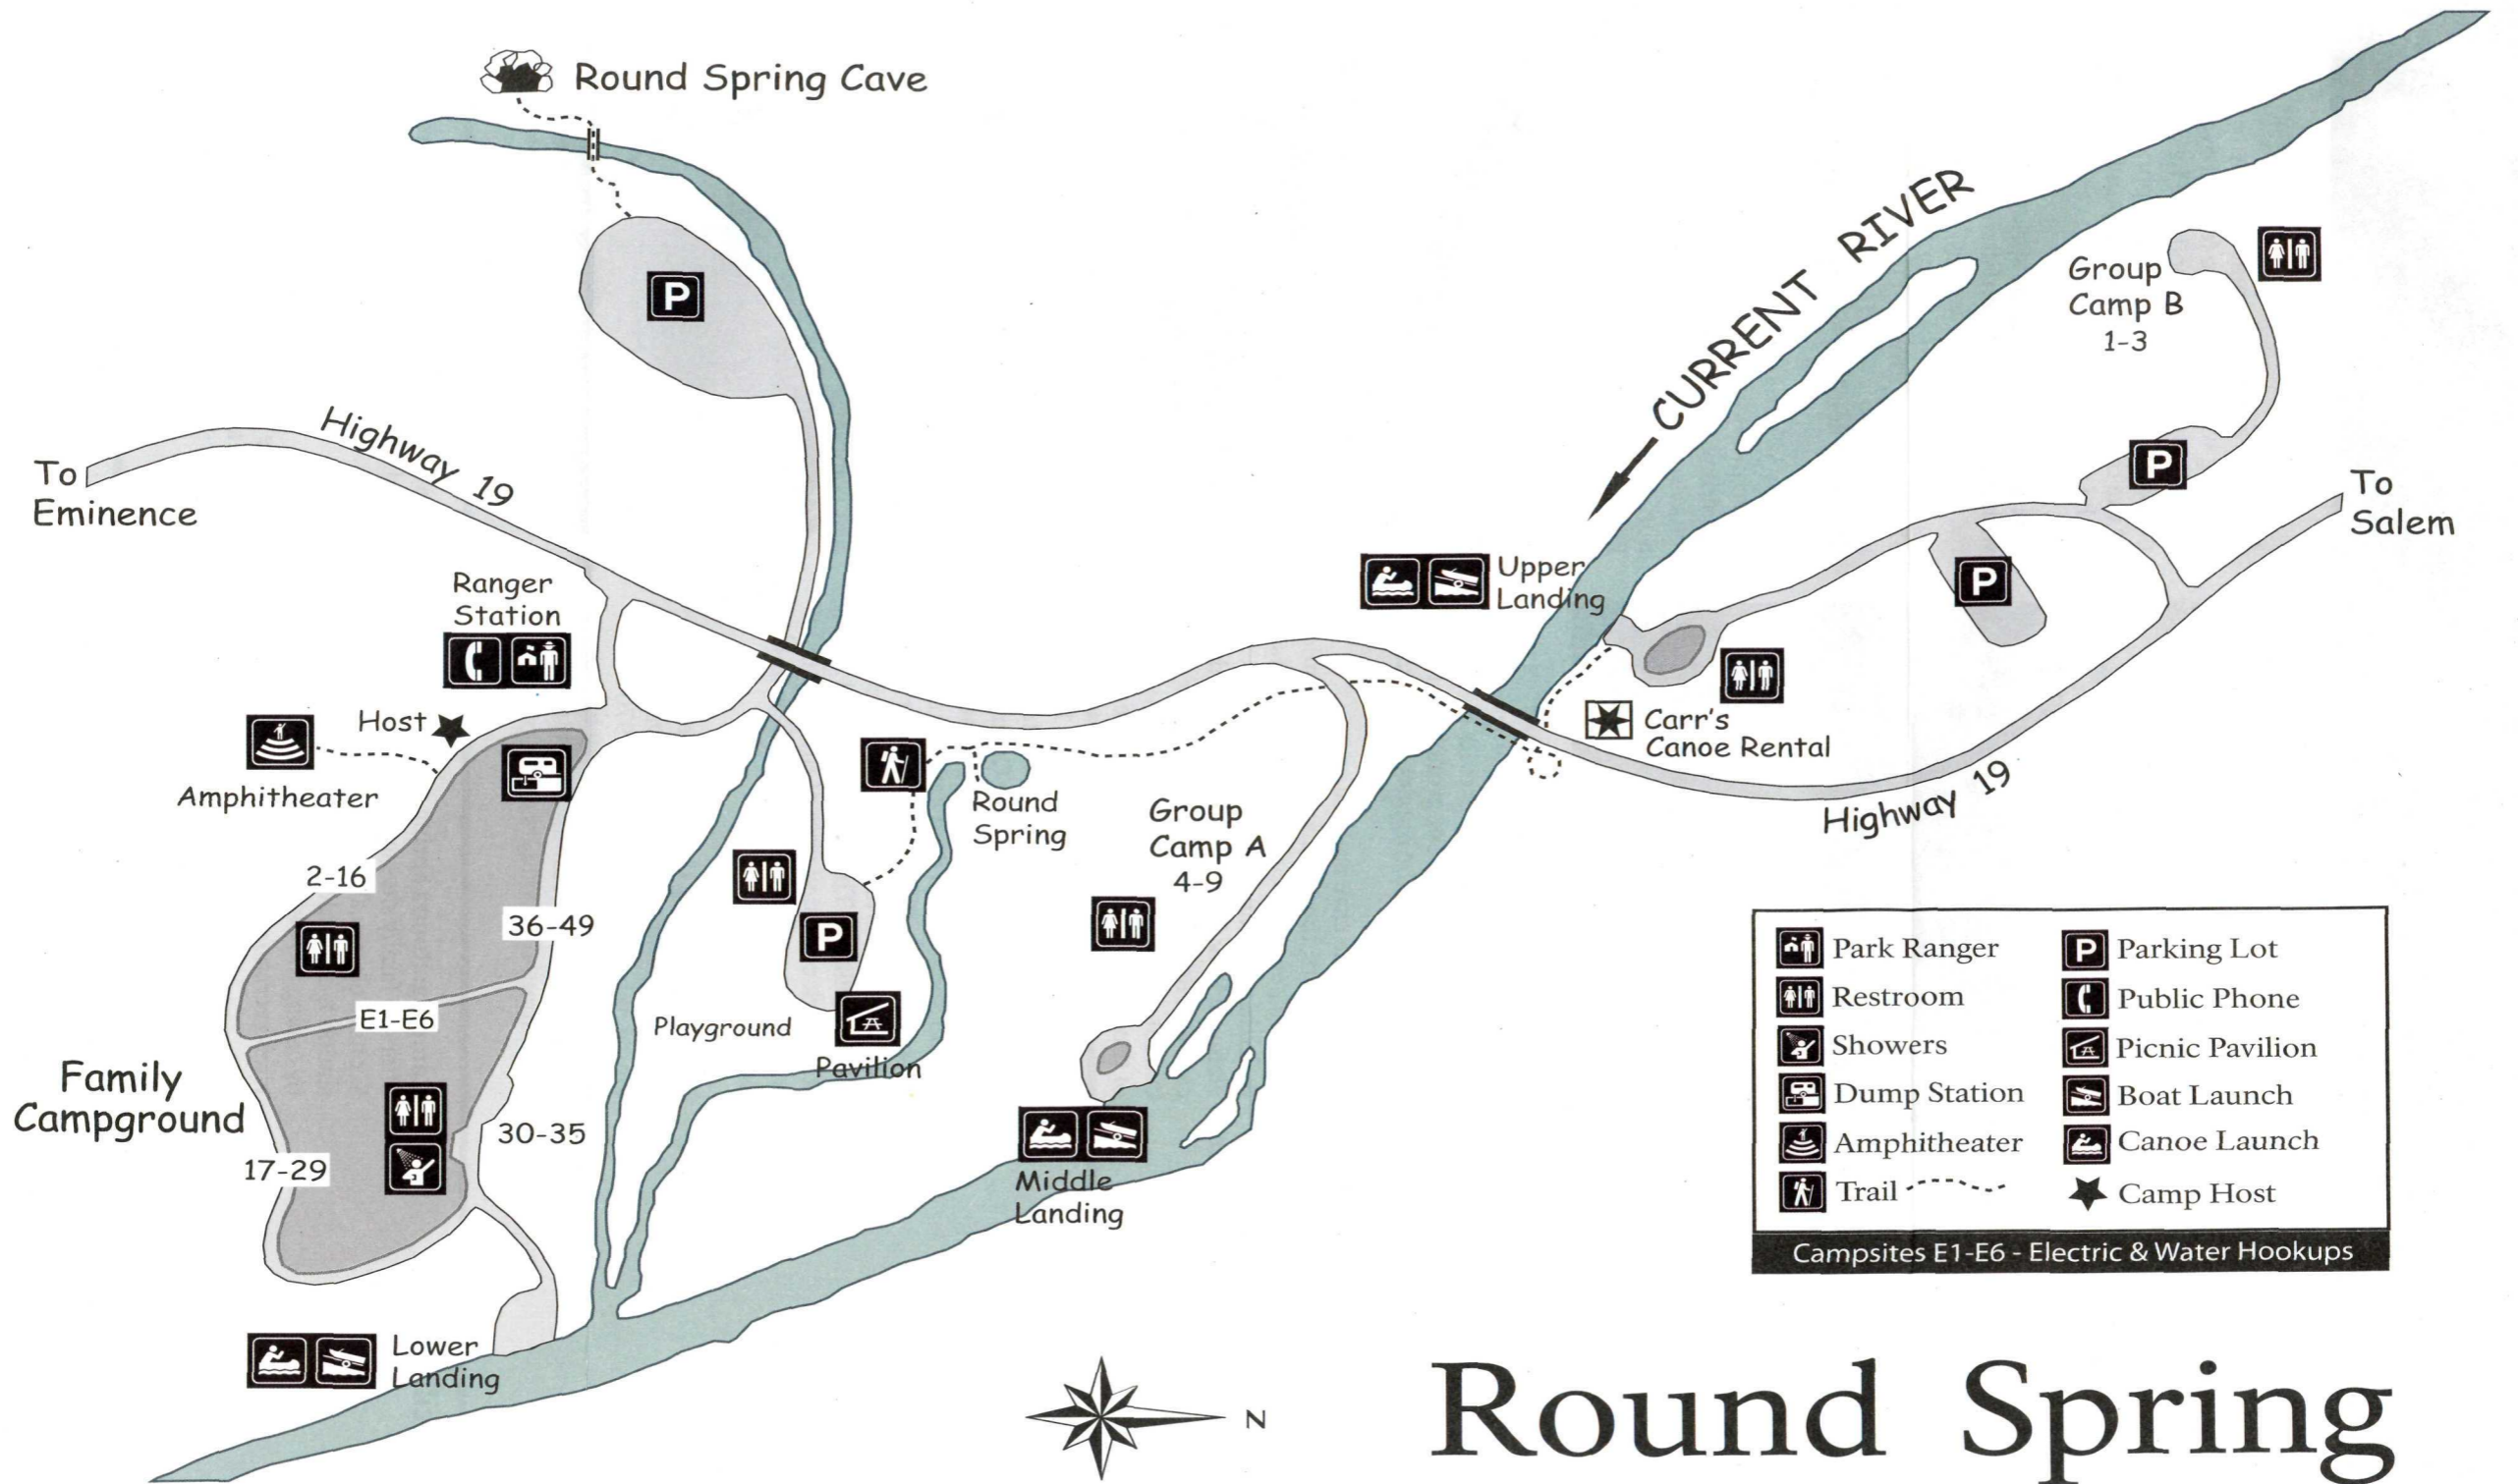 Round Spring Cave
CURRENT RIVER
Group
Camp B
1-3
P
Highway 19
To
Eminence
P
To
Salem
Ranger
Station
Upper
Landing
P
Host
Carr's
Canoe Rental
Amphitheater
Round
Spring
Group
Camp A
4-9
Highway 19
2-16
36-49
P
E1-E6
Playground
Pavilion
Family
Campground
30-35
17-29
Middle
Landing
Lower
Landing
N
Park Ranger
Restroom
Showers
Dump Station
Amphitheater
Trail
P Parking Lot
Public Phone
Picnic Pavilion
Boat Launch
Canoe Launch
Camp Host
Campsites E1-E6 - Electric & Water Hookups
Round Spring